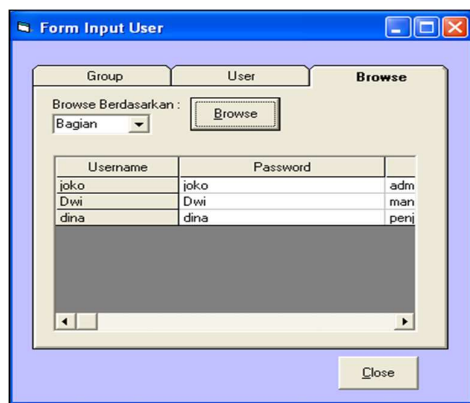 Form Input User
Group User Browse
Browse Berdasarkan :
Bagian Browse
Username Password
joko joko adm
Dwi Dwi man
dina dina penj
Close